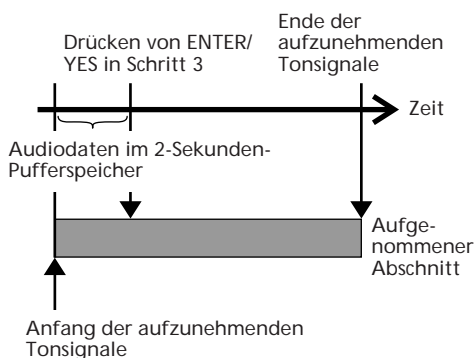 Drücken von ENTER/
YES in Schritt 3
Ende der
aufzunehmenden
Tonsignale
Zeit
Audiodaten im 2-Sekunden-
Pufferspeicher
Aufge-
nommener
Abschnitt
Anfang der aufzunehmenden
Tonsignale